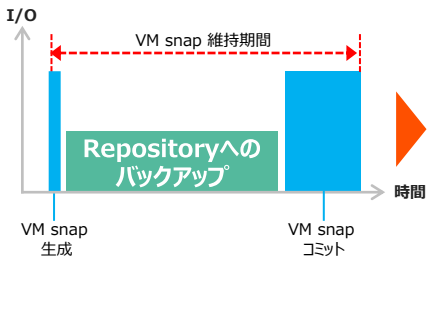 I/O
VM snap 維持期間
Repositoryへの
バックアップ
時間
VM snap
生成
VM snap
コミット